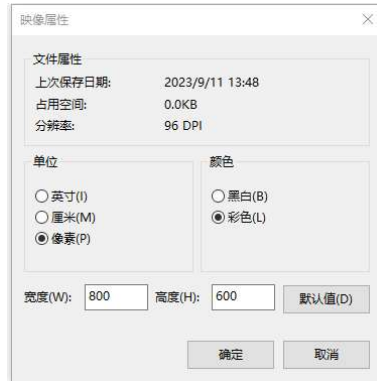 映像属性
文件属性
上次保存日期: 2023/9/11 13:48
占用空间: 0.0KB
分辨率: 96 DPI
单位
英寸(I)
厘米(M)
像素(P)
颜色
黑白(B)
彩色(L)
宽度(W): 800 高度(H): 600 默认值(D)
确定 取消